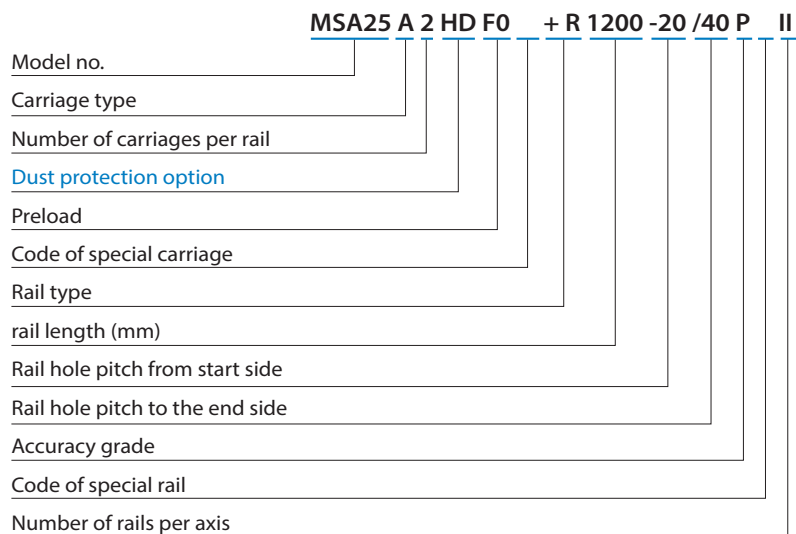 MSA25 A 2 HD F0 + R 1200 -20 /40 P II
Model no.
Carriage type
Number of carriages per rail
Dust protection option
Preload
Code of special carriage
Rail type
rail length (mm)
Rail hole pitch from start side
Rail hole pitch to the end side
Accuracy grade
Code of special rail
Number of rails per axis